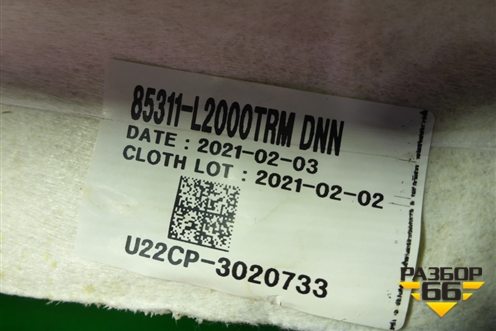 85311-L2000TRM DNN
DATE : 2021-02-03
CLOTH LOT : 2021-02-02
U22CP-3020733
РАЗБОР
66